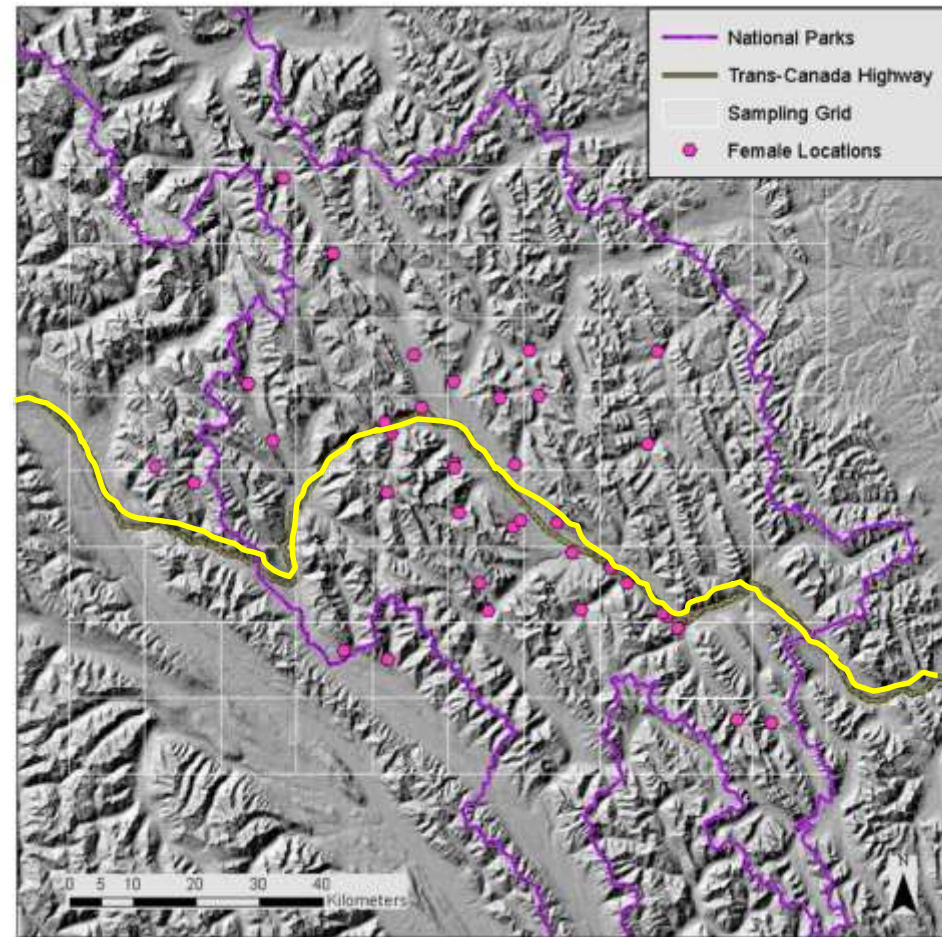 National Parks
Trans-Canada Highway
Sampling Grid
Female Locations
0 5 10 20 30 40
Kilometers
N